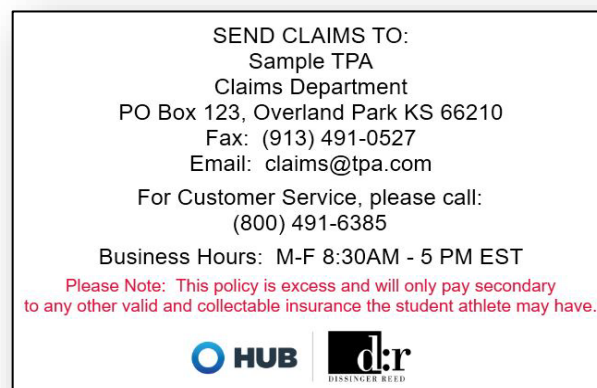 SEND CLAIMS TO:
Sample TPA
Claims Department
PO Box 123, Overland Park KS 66210
Fax: (913) 491-0527
Email: claims@tpa.com
For Customer Service, please call:
(800) 491-6385
Business Hours: M-F 8:30AM - 5 PM EST
Please Note: This policy is excess and will only pay secondary
to any other valid and collectable insurance the student athlete may have.
HUB
d:r
DISSINGER REED